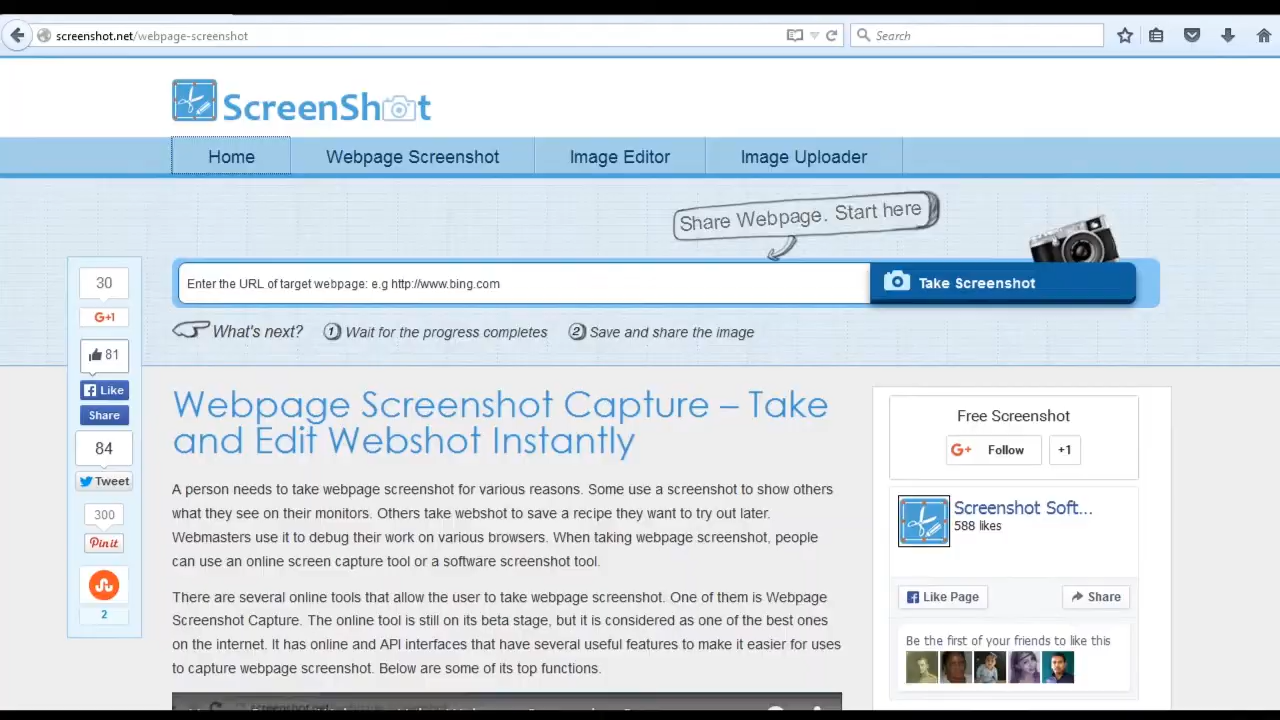 screenshot.net/webpage-screenshot
Search
ScreenShot
Home
Webpage Screenshot
Image Editor
Image Uploader
Share Webpage. Start here
Enter the URL of target webpage: e.g http://www.bing.com
Take Screenshot
What's next? 1 Wait for the progress completes 2 Save and share the image
30
G+1
81
Like
Share
84
Tweet
300
Pinit
2
Webpage Screenshot Capture – Take
and Edit Webshot Instantly
A person needs to take webpage screenshot for various reasons. Some use a screenshot to show others
what they see on their monitors. Others take webshot to save a recipe they want to try out later.
Webmasters use it to debug their work on various browsers. When taking webpage screenshot, people
can use an online screen capture tool or a software screenshot tool.
There are several online tools that allow the user to take webpage screenshot. One of them is Webpage
Screenshot Capture. The online tool is still on its beta stage, but it is considered as one of the best ones
on the internet. It has online and API interfaces that have several useful features to make it easier for uses
to capture webpage screenshot. Below are some of its top functions.
Free Screenshot
G+ Follow
+1
Screenshot Soft...
588 likes
Like Page
Share
Be the first of your friends to like this